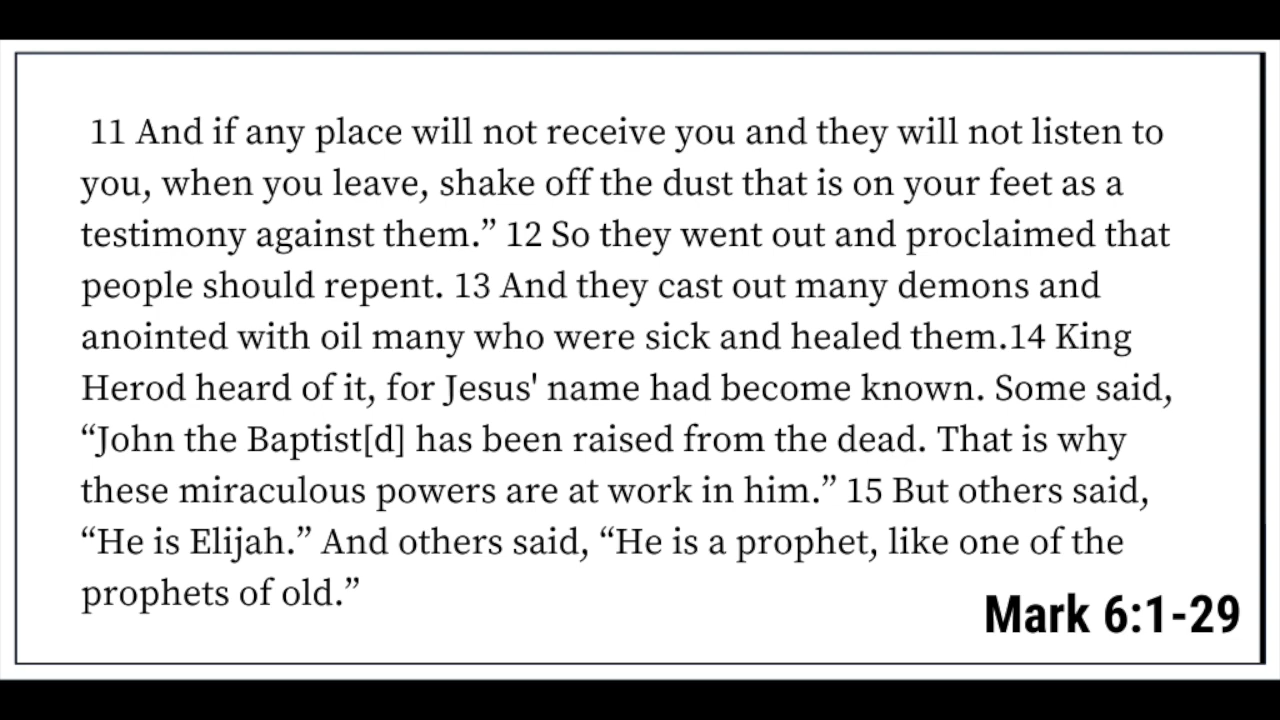 11 And if any place will not receive you and they will not listen to
you, when you leave, shake off the dust that is on your feet as a
testimony against them.” 12 So they went out and proclaimed that
people should repent. 13 And they cast out many demons and
anointed with oil many who were sick and healed them.14 King
Herod heard of it, for Jesus' name had become known. Some said,
“John the Baptist[d] has been raised from the dead. That is why
these miraculous powers are at work in him.” 15 But others said,
“He is Elijah.” And others said, “He is a prophet, like one of the
prophets of old.”
Mark 6:1-29